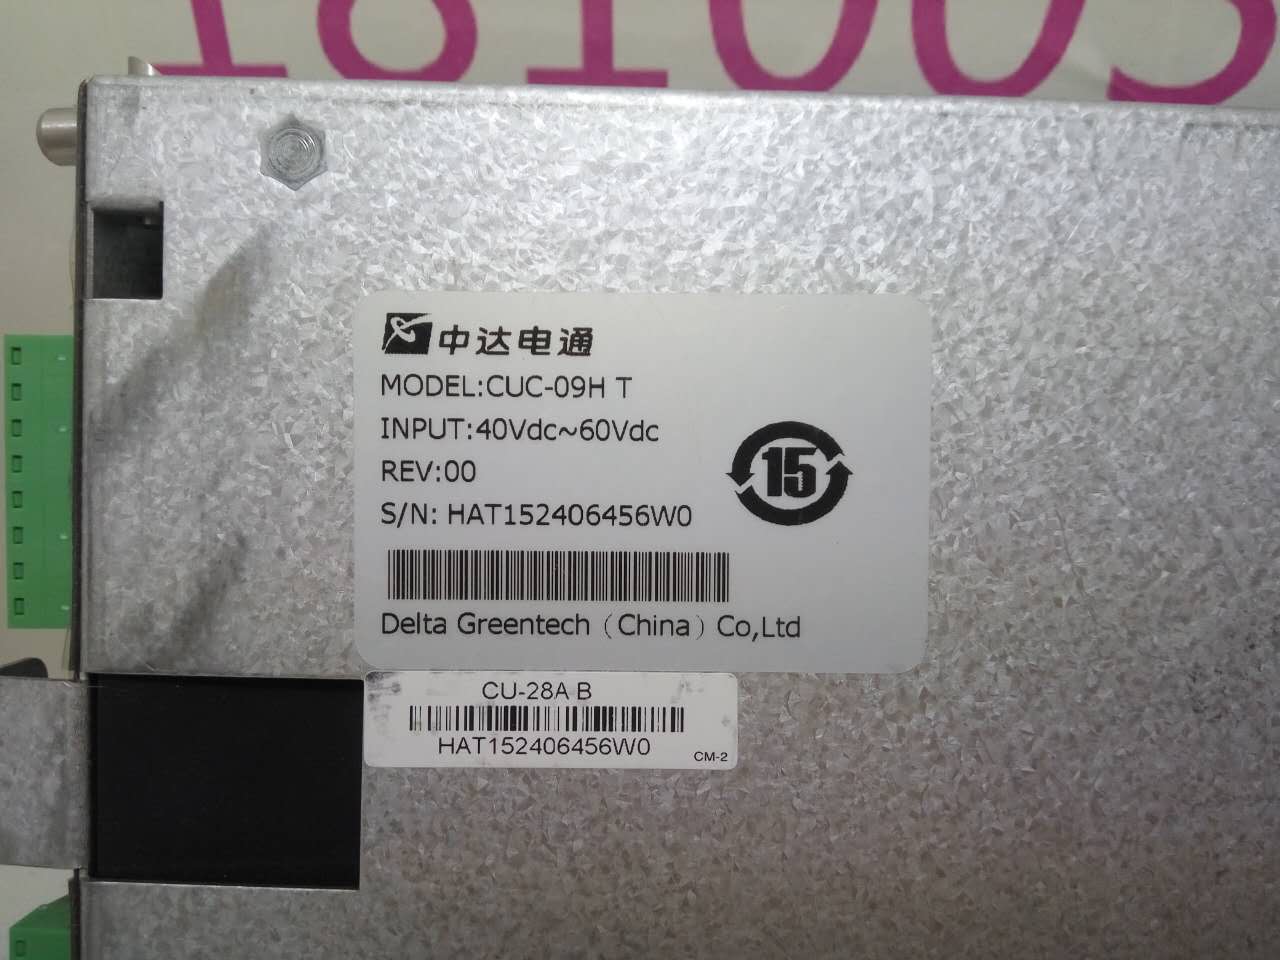 中达电通
MODEL:CUC-09H T
INPUT:40Vdc~60Vdc
REV:00
S/N: HAT152406456W0
15
Delta Greentech（China）Co,Ltd
CU-28A B
HAT152406456W0
CM-2